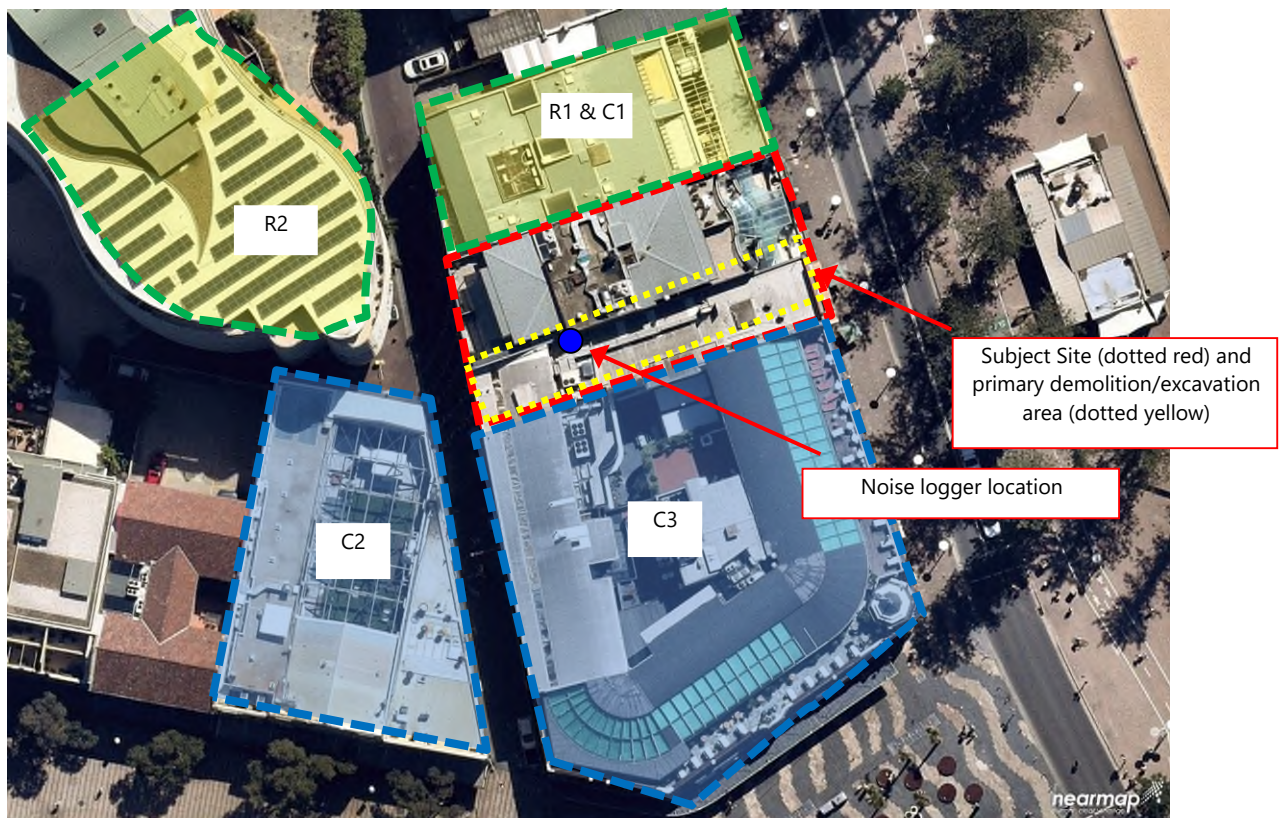 R1 & C1
R2
Subject Site (dotted red) and
primary demolition/excavation
area (dotted yellow)
Noise logger location
C3
C2
nearmap